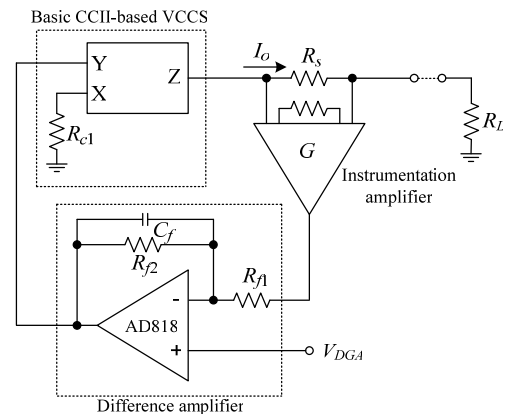 Basic CCII-based VCCS
Y
X
Z
Rc1
Io
Rs
RL
G
Instrumentation
amplifier
Cf
Rf2
Rf1
-
AD818
+
VDGA
Difference amplifier